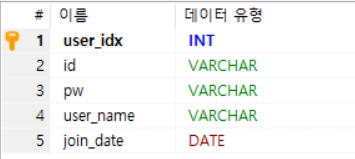 # 이름 데이터 유형
1 user_idx INT
2 id VARCHAR
3 pw VARCHAR
4 user_name VARCHAR
5 join_date DATE